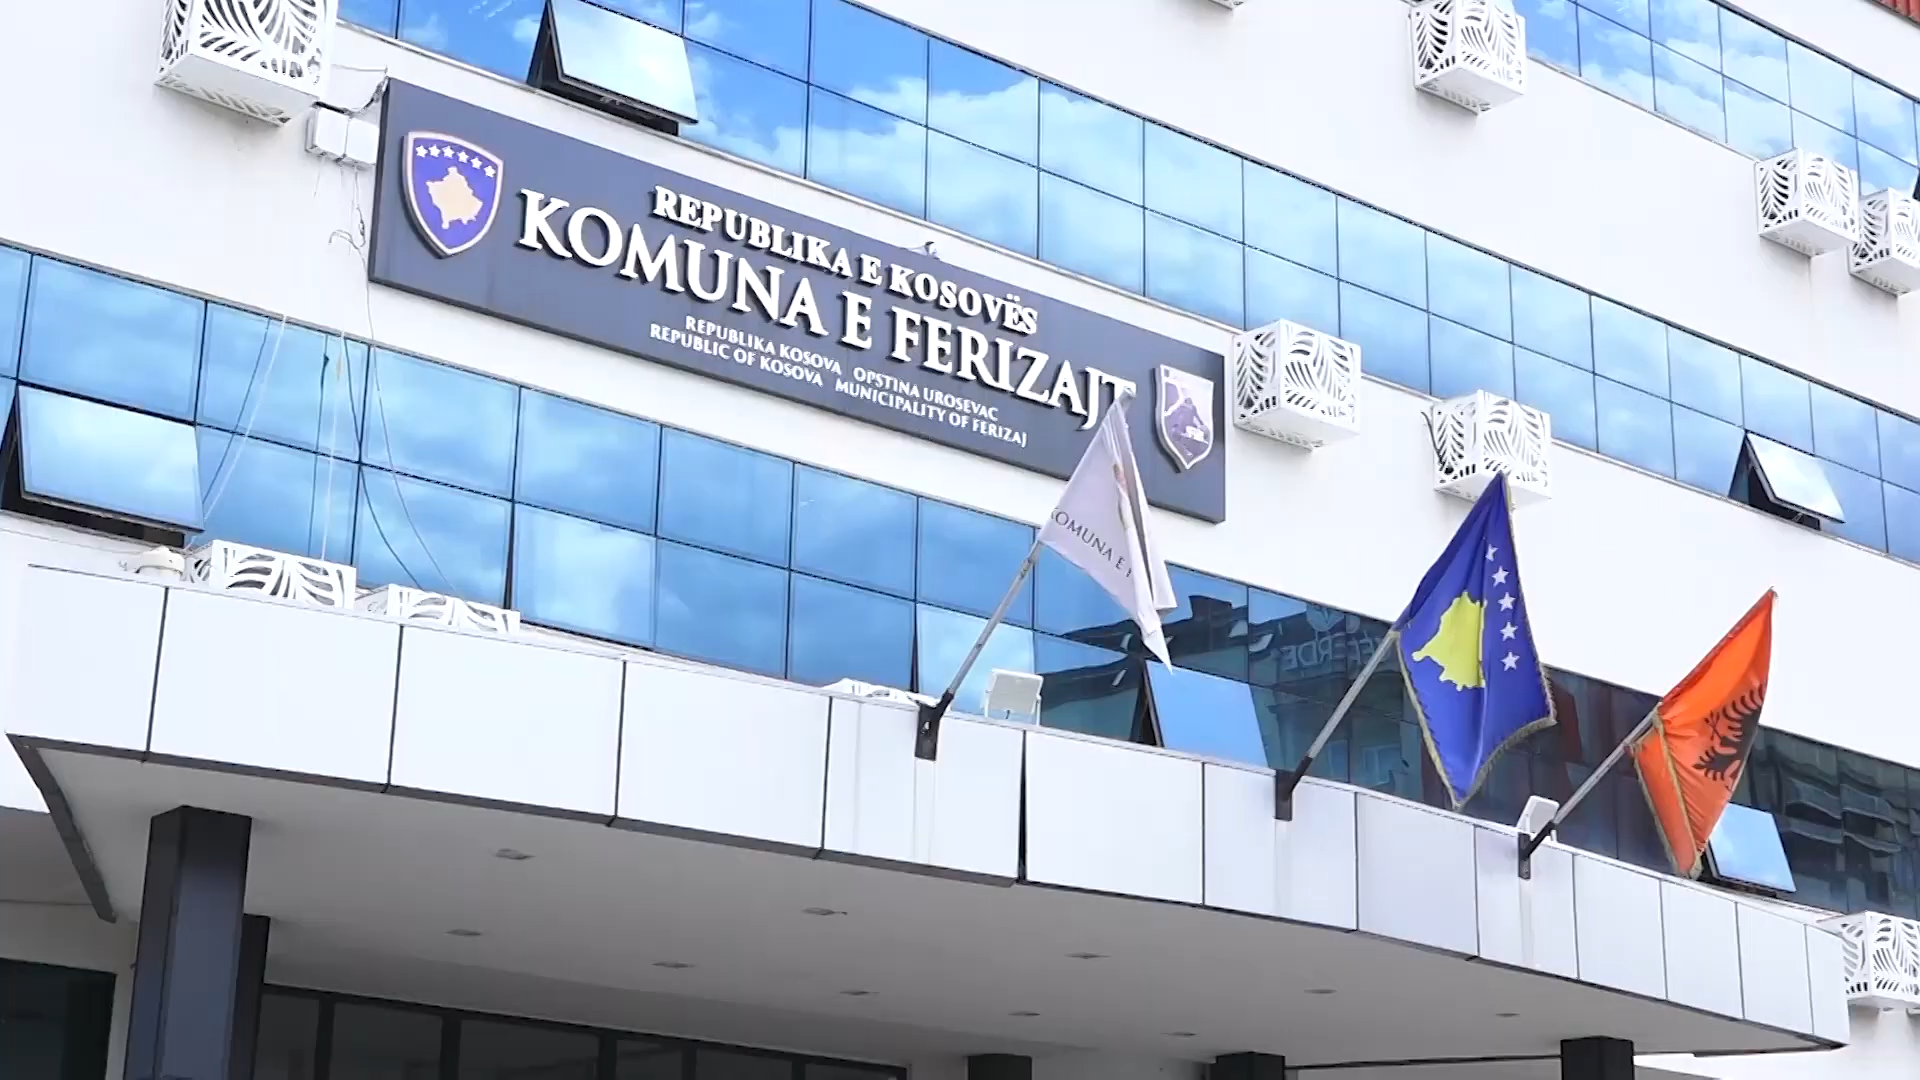 REPUBLIKA E KOSOVËS
KOMUNA E FERIZAJT
REPUBLIKA KOSOVA OPSTINA UROSEVAC
REPUBLIC OF KOSOVA MUNICIPALITY OF FERIZAJ
KOMUNA E